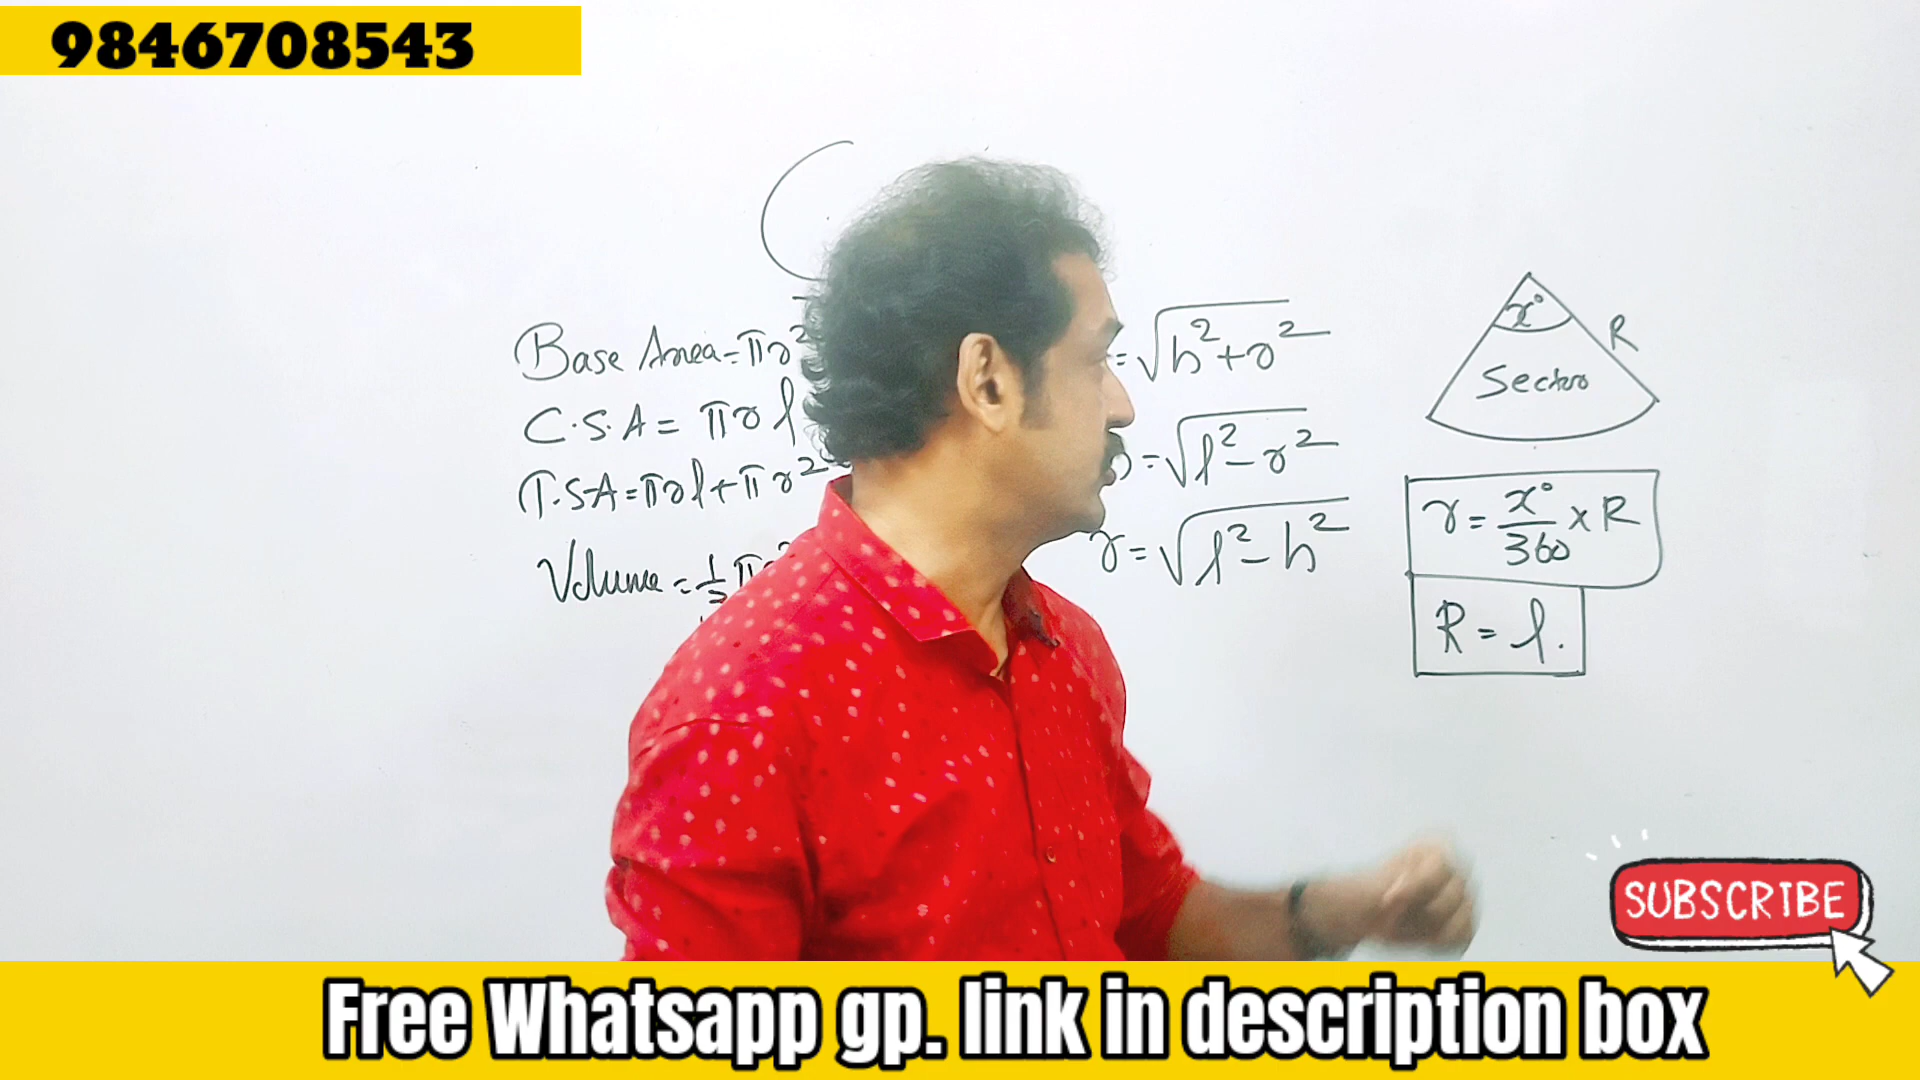 9846708543
Base Area = πr²
C.S.A = πrl
T.S.A = πrl + πr²
Volume = 1/3 π
= √h² + r²
= √l² - r²
r = √l² - h²
x°
R
Sector
r = x°/360 × R
R = l.
SUBSCRIBE
Free Whatsapp gp. link in description box